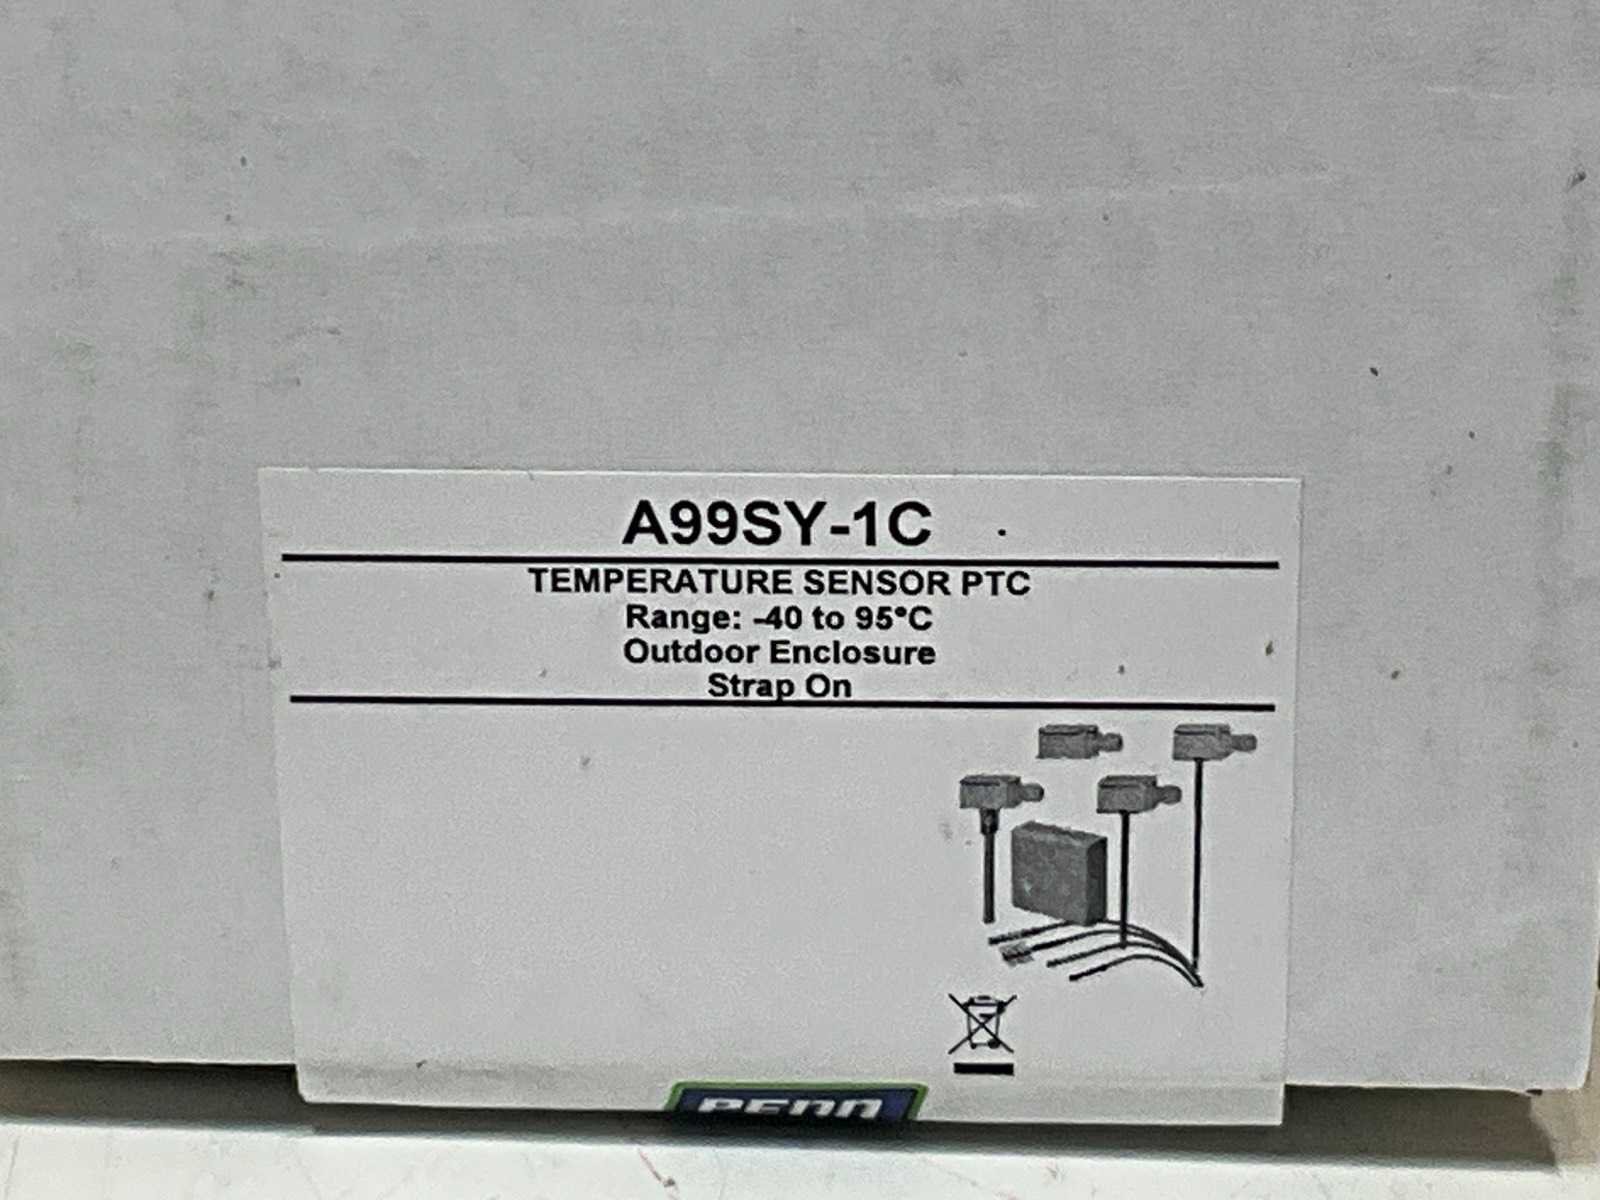 A99SY-1C
TEMPERATURE SENSOR PTC
Range: -40 to 95°C
Outdoor Enclosure
Strap On
PENN